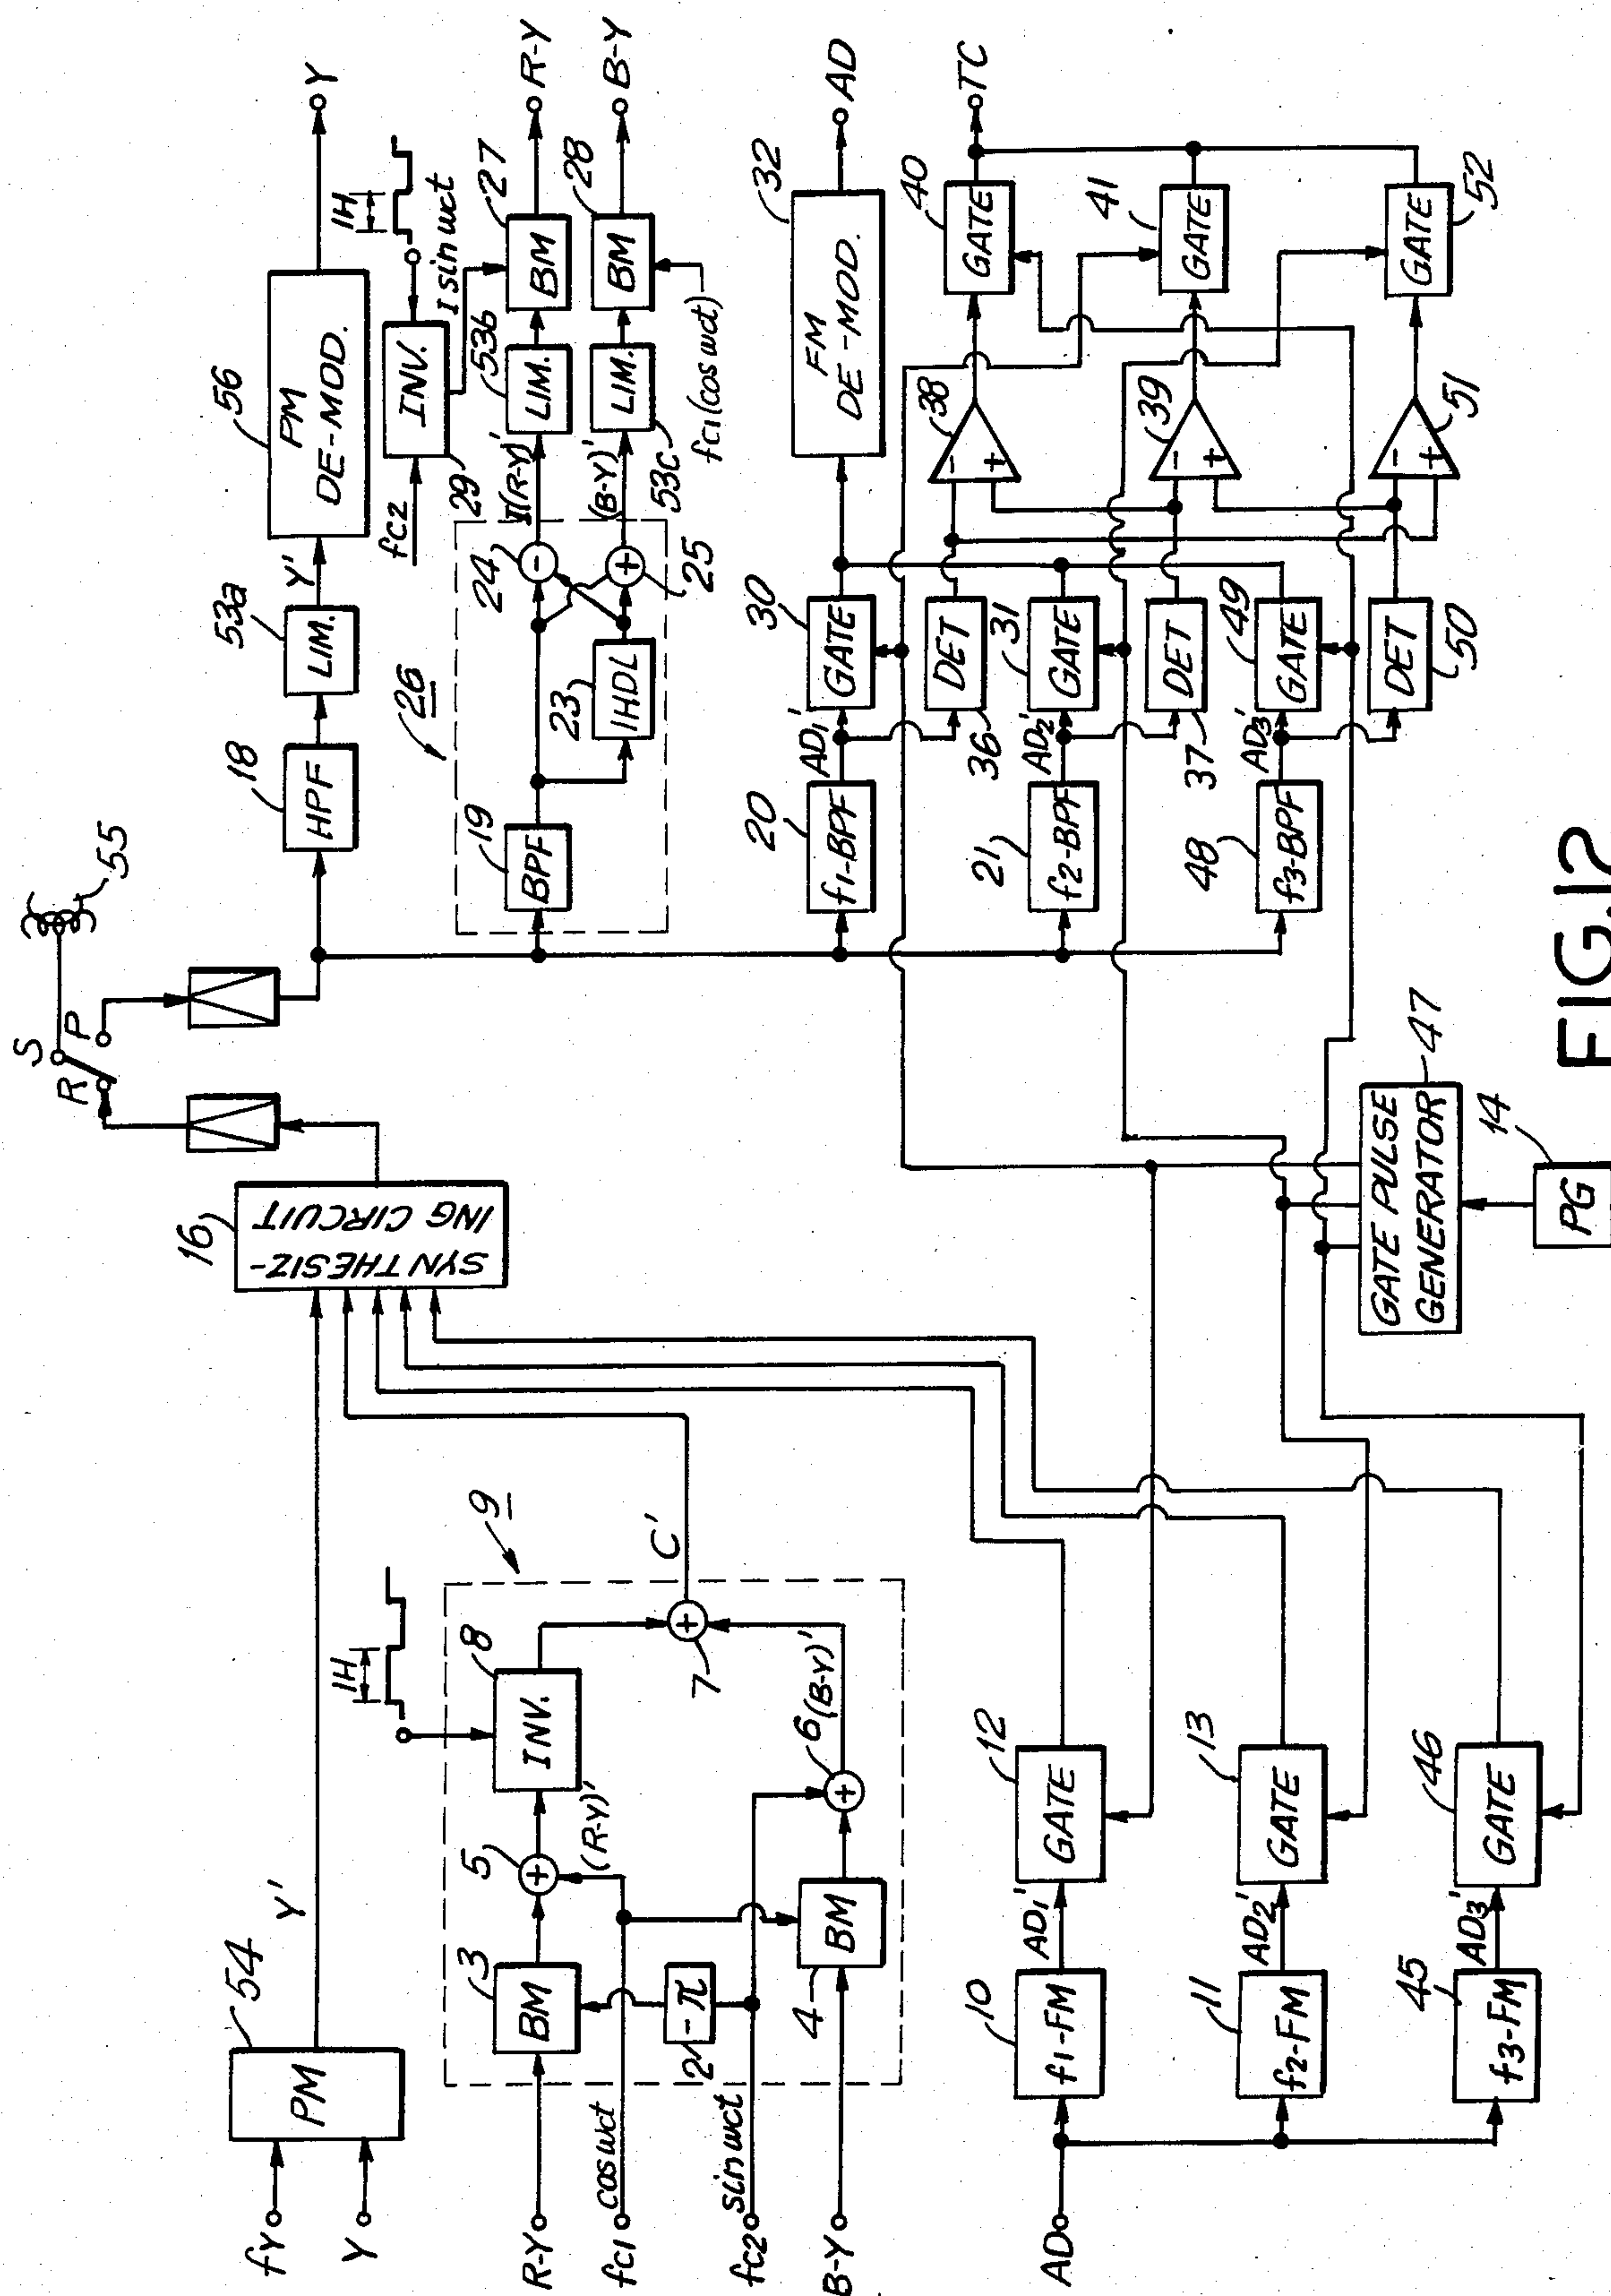 fY
Y
PM
54
Y'
R-Y
fC1
cos wct
fC2
sin wct
B-Y
BM
3
-π
2
BM
4
5
(R-Y)'
INV.
8
1H
6
(B-Y)'
7
9
C'
AD
f1-FM
10
AD1'
GATE
12
f2-FM
11
AD2'
GATE
13
f3-FM
45
AD3'
GATE
46
SYNTHESIZ-
ING CIRCUIT
16
R
S
P
55
GATE PULSE
GENERATOR
47
PG
14
HPF
18
LIM.
53a
Y'
PM
DE-MOD.
56
Y
26
BPF
19
1HDL
23
24
-
+
25
I(R-Y)'
(B-Y)'
fC2
INV.
29
1H
I sin wct
LIM.
53b
BM
27
R-Y
LIM.
53c
BM
28
B-Y
fC1(cos wct)
f1-BPF
20
AD1'
GATE
30
DET
36
f2-BPF
21
AD2'
GATE
31
DET
37
f3-BPF
48
AD3'
GATE
49
DET
50
FM
DE-MOD.
32
AD
-
+
38
-
+
39
-
+
51
GATE
40
GATE
41
GATE
52
TC
FIG.12